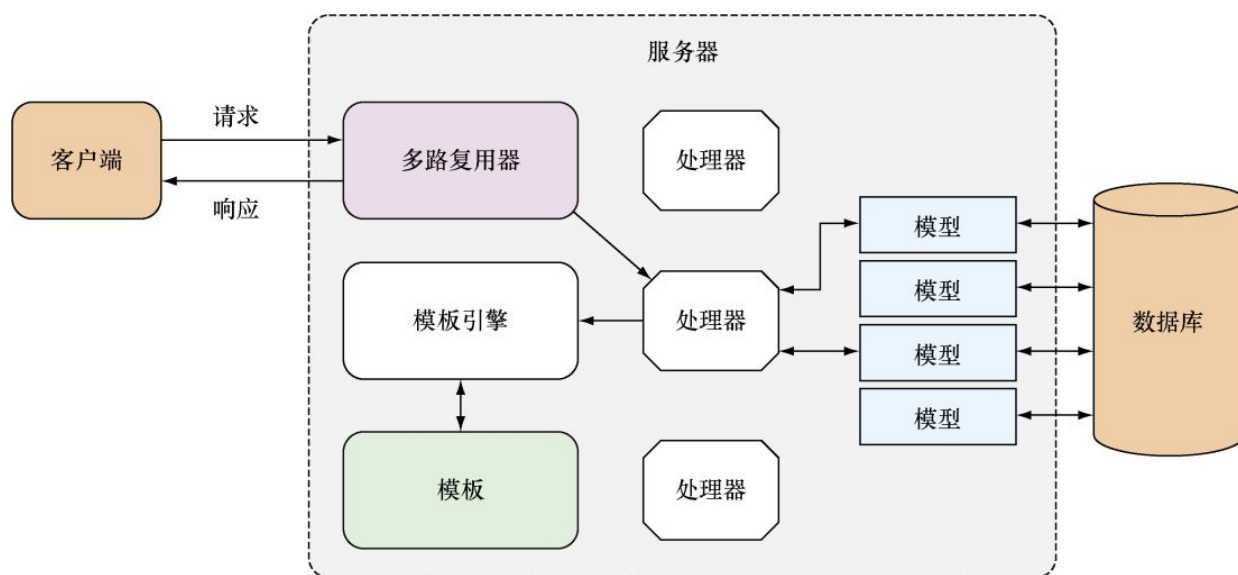 服务器
请求
客户端
多路复用器
处理器
响应
模型
模板引擎
处理器
模型
数据库
模型
模型
模板
处理器